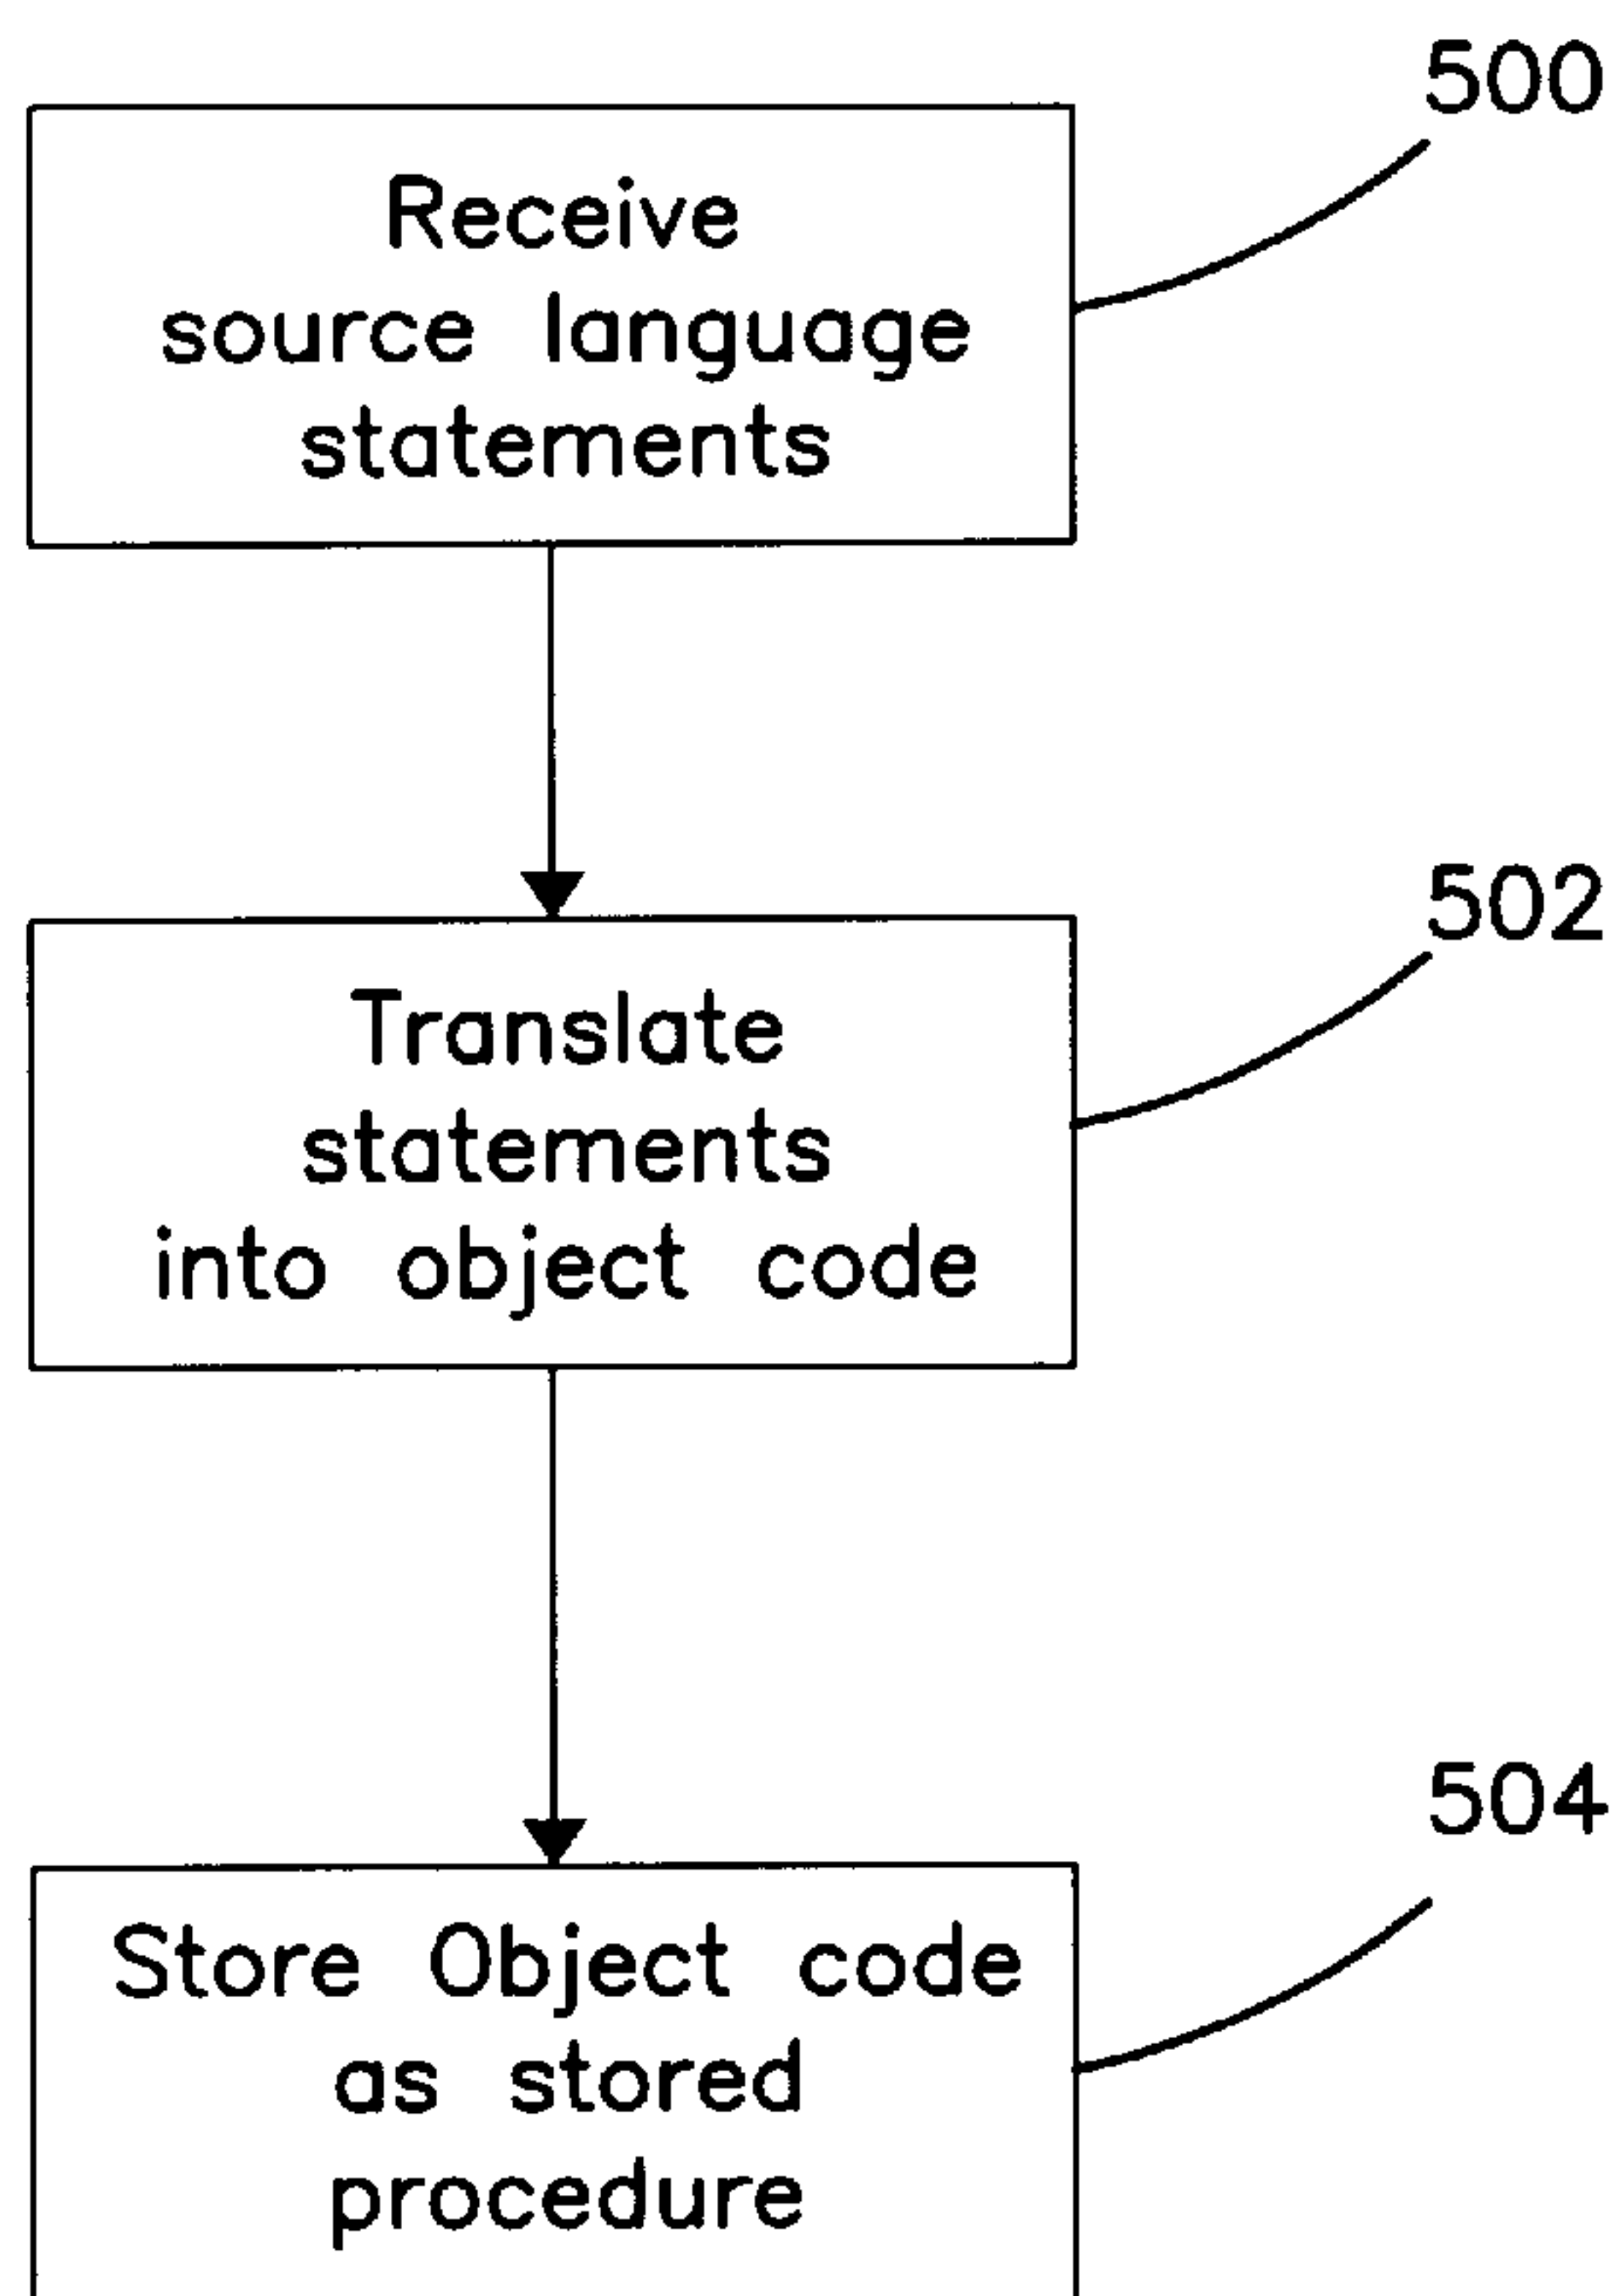 500
Receive
source language
statements
502
Translate
statements
into object code
504
Store Object code
as stored
procedure